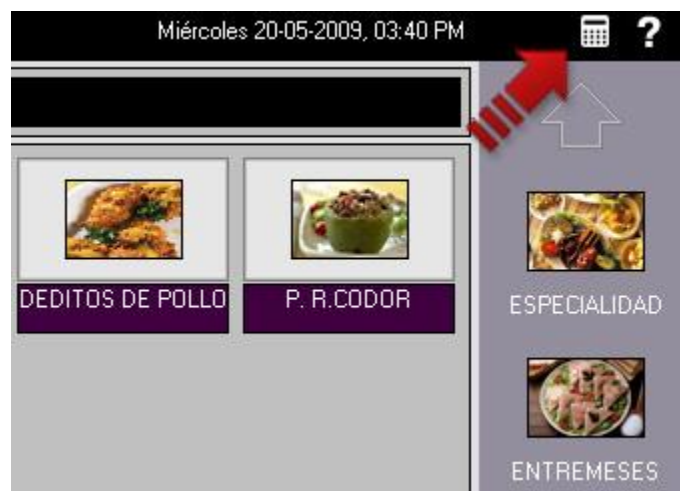 Miércoles 20-05-2009, 03:40 PM
?
DEDITOS DE POLLO
P. R.CODOR
ESPECIALIDAD
ENTREMESES